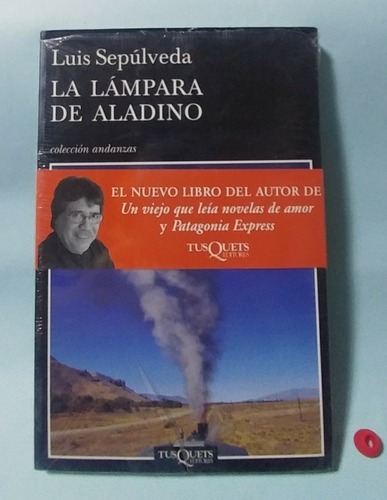 Luis Sepúlveda
LA LÁMPARA
DE ALADINO
colección andanzas
EL NUEVO LIBRO DEL AUTOR DE
Un viejo que leía novelas de amor
y Patagonia Express
TUSQUETS
EDITORES
TUSQUETS
EDITORES